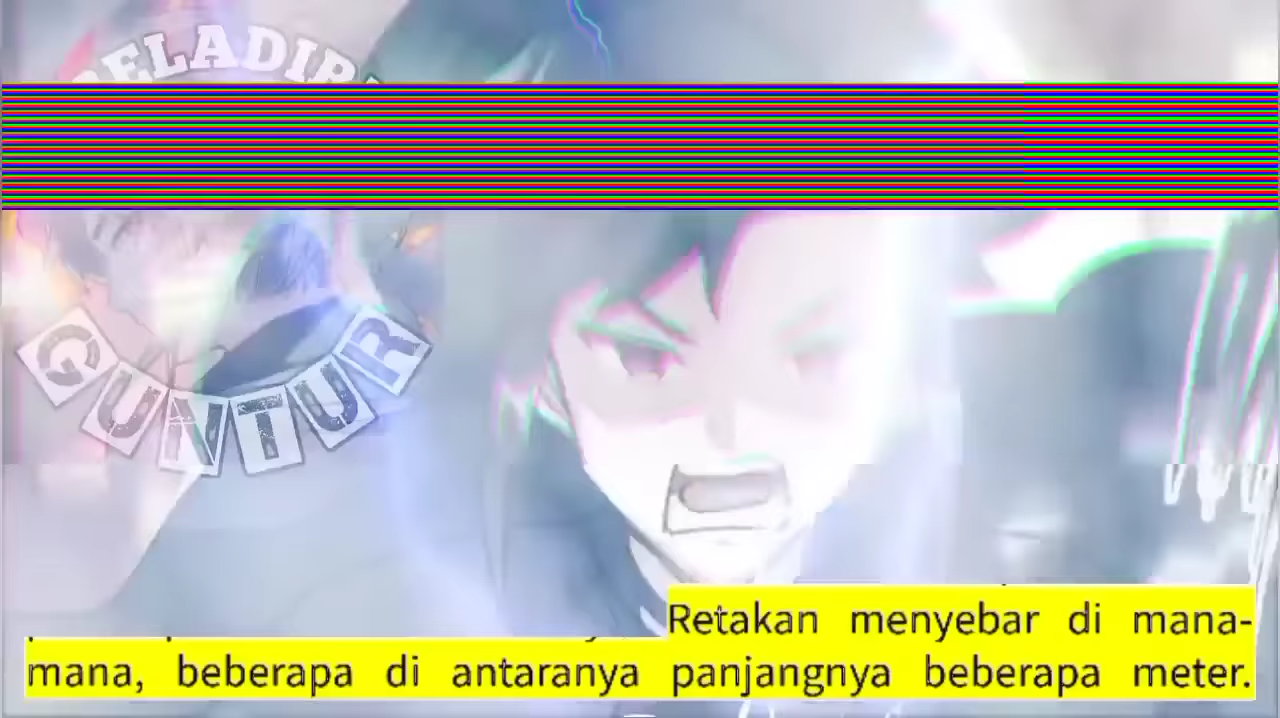 GUNTUR
Retakan menyebar di mana-
mana, beberapa di antaranya panjangnya beberapa meter.